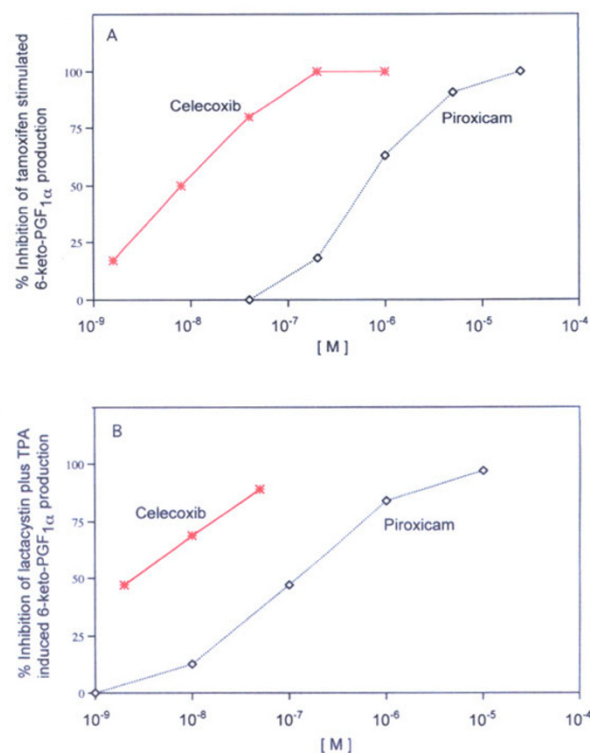 A
% Inhibition of tamoxifen stimulated
6-keto-PGF1α production
100
75
50
25
0
Celecoxib
Piroxicam
10-9
10-8
10-7
10-6
10-5
10-4
[ M ]
B
% Inhibition of lactacystin plus TPA
induced 6-keto-PGF1α production
100
75
50
25
0
Celecoxib
Piroxicam
10-9
10-8
10-7
10-6
10-5
10-4
[ M ]